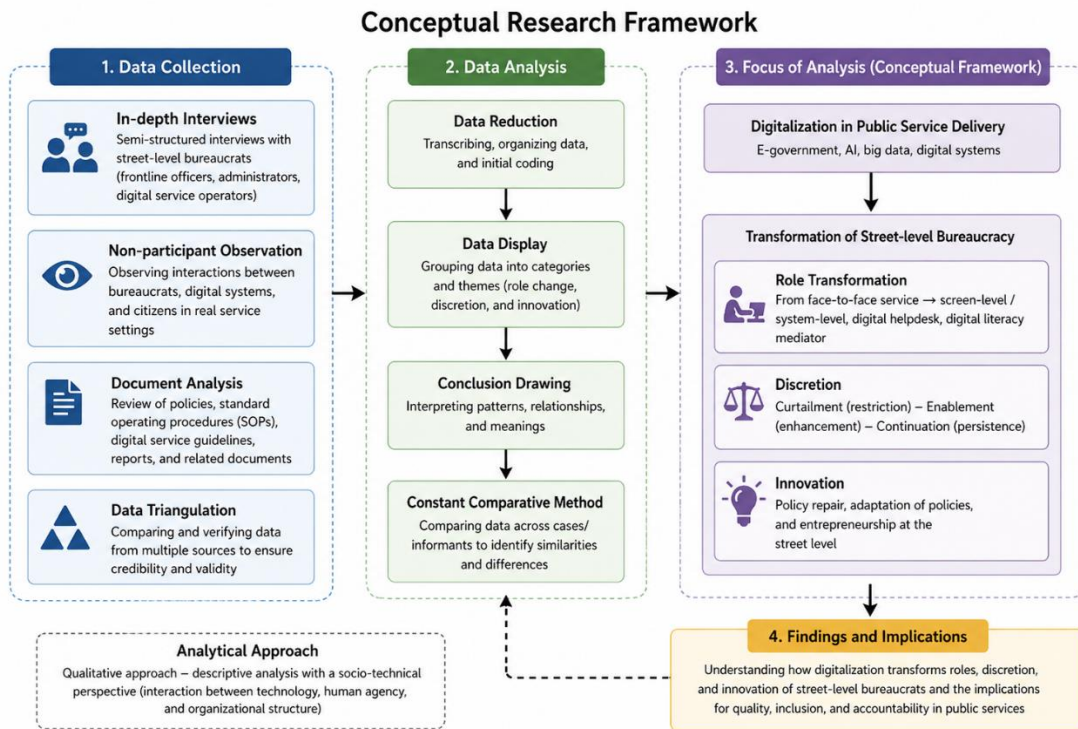 Conceptual Research Framework
1. Data Collection
In-depth Interviews
Semi-structured interviews with
street-level bureaucrats
(frontline officers, administrators,
digital service operators)
Non-participant Observation
Observing interactions between
bureaucrats, digital systems,
and citizens in real service
settings
Document Analysis
Review of policies, standard
operating procedures (SOPs),
digital service guidelines,
reports, and related documents
Data Triangulation
Comparing and verifying data
from multiple sources to ensure
credibility and validity
2. Data Analysis
Data Reduction
Transcribing, organizing data,
and initial coding
Data Display
Grouping data into categories
and themes (role change,
discretion, and innovation)
Conclusion Drawing
Interpreting patterns, relationships,
and meanings
Constant Comparative Method
Comparing data across cases/
informants to identify similarities
and differences
3. Focus of Analysis (Conceptual Framework)
Digitalization in Public Service Delivery
E-government, AI, big data, digital systems
Transformation of Street-level Bureaucracy
Role Transformation
From face-to-face service → screen-level /
system-level, digital helpdesk, digital literacy
mediator
Discretion
Curtailment (restriction) – Enablement
(enhancement) – Continuation (persistence)
Innovation
Policy repair, adaptation of policies,
and entrepreneurship at the
street level
Analytical Approach
Qualitative approach – descriptive analysis with a socio-technical
perspective (interaction between technology, human agency,
and organizational structure)
4. Findings and Implications
Understanding how digitalization transforms roles, discretion,
and innovation of street-level bureaucrats and the implications
for quality, inclusion, and accountability in public services